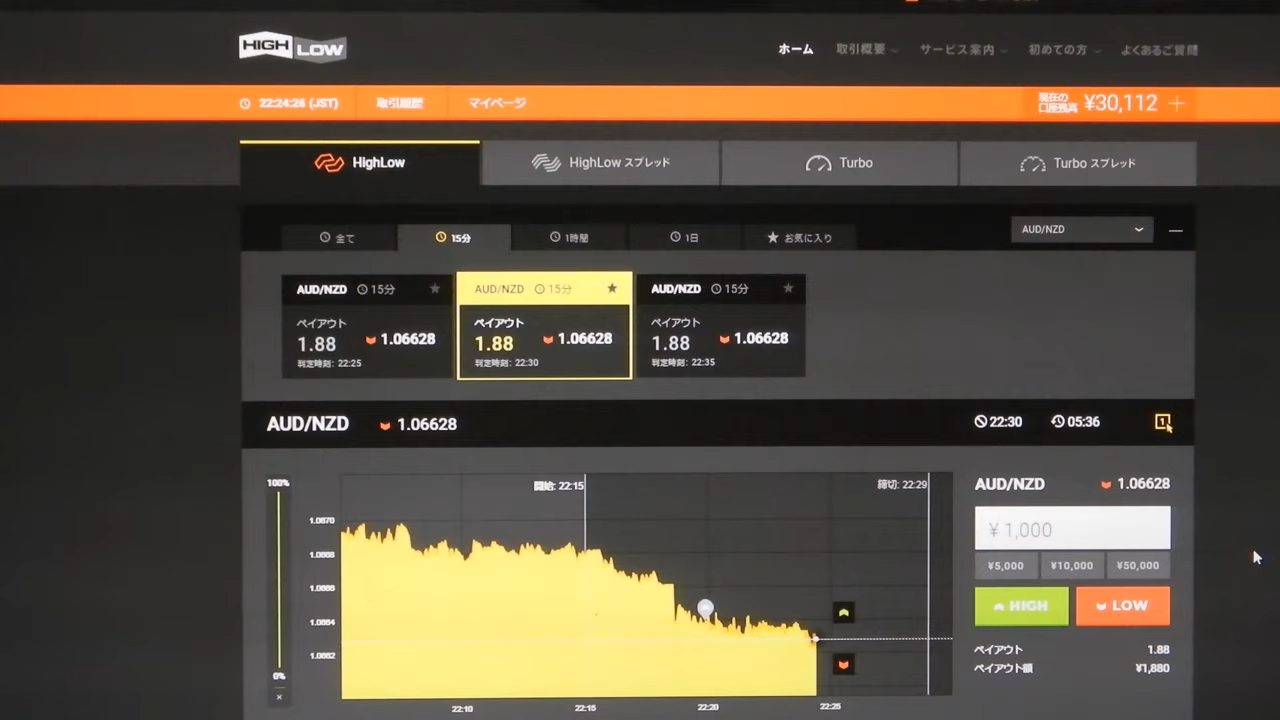 HIGH LOW
ホーム 取引概要 サービス案内 初めての方 よくあるご質問
22:24:24 (JST) 取引履歴 マイページ 現在の口座残高 ¥30,112
HighLow HighLow スプレッド Turbo Turbo スプレッド
全て 15分 1時間 1日 お気に入り AUD/NZD
AUD/NZD 15分 AUD/NZD 15分 AUD/NZD 15分
ペイアウト ペイアウト ペイアウト
1.88 1.06628 1.88 1.06628 1.88 1.06628
判定時刻: 22:25 判定時刻: 22:30 判定時刻: 22:35
AUD/NZD 1.06628 22:30 05:36 1
100% 開始: 22:15 締切: 22:29 AUD/NZD 1.06628
1.0670
¥ 1,000
1.0668
¥5,000 ¥10,000 ¥50,000
1.0666
HIGH LOW
1.0664
1.0662
ペイアウト 1.88
ペイアウト額 ¥1,880
0%
22:10 22:15 22:20 22:25